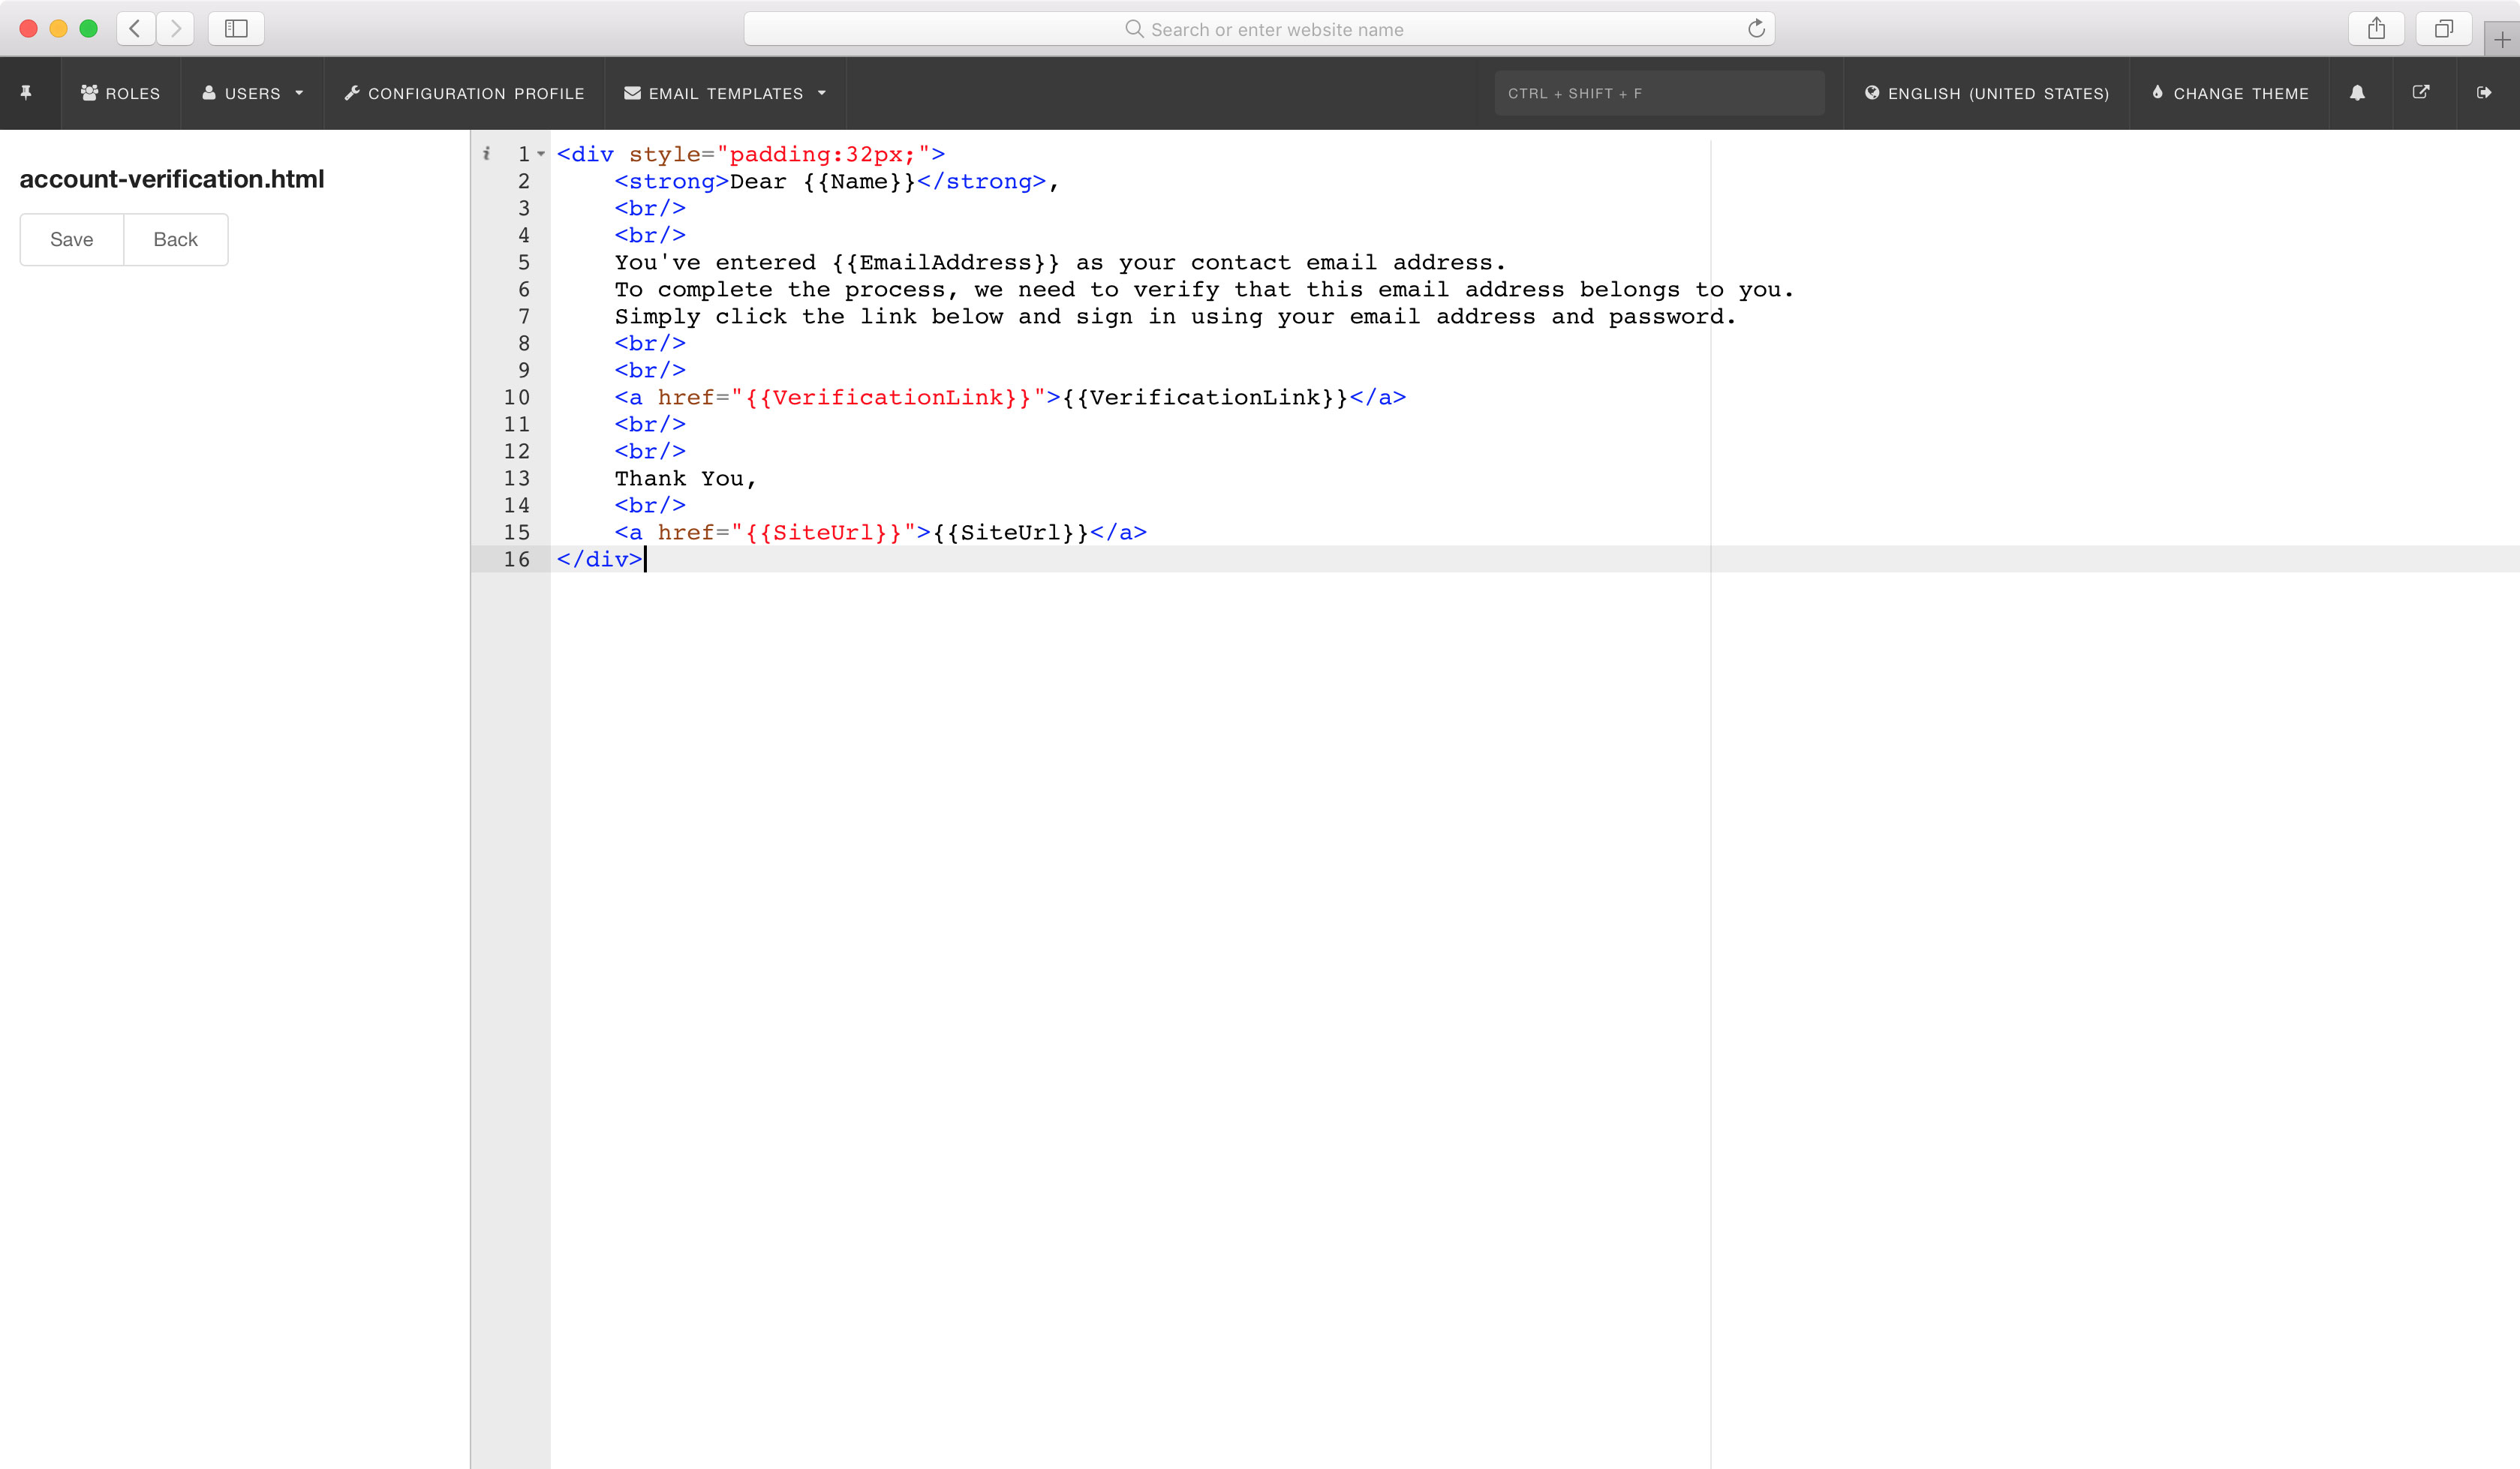 Search or enter website name
ROLES USERS CONFIGURATION PROFILE EMAIL TEMPLATES CTRL + SHIFT + F ENGLISH (UNITED STATES) CHANGE THEME
account-verification.html
Save Back
i 1 <div style="padding:32px;">
2 <strong>Dear {{Name}}</strong>,
3 <br/>
4 <br/>
5 You've entered {{EmailAddress}} as your contact email address.
6 To complete the process, we need to verify that this email address belongs to you.
7 Simply click the link below and sign in using your email address and password.
8 <br/>
9 <br/>
10 <a href="{{VerificationLink}}">{{VerificationLink}}</a>
11 <br/>
12 <br/>
13 Thank You,
14 <br/>
15 <a href="{{SiteUrl}}">{{SiteUrl}}</a>
16 </div>